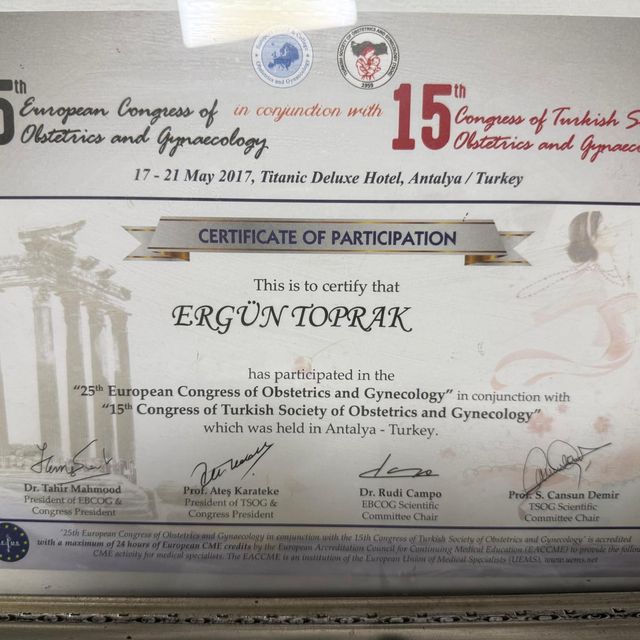 5th European Congress of Obstetrics and Gynaecology
in conjunction with
15th Congress of Turkish S
Obstetrics and Gynaeco
17 - 21 May 2017, Titanic Deluxe Hotel, Antalya / Turkey
CERTIFICATE OF PARTICIPATION
This is to certify that
ERGÜN TOPRAK
has participated in the
"25th European Congress of Obstetrics and Gynecology" in conjunction with
"15th Congress of Turkish Society of Obstetrics and Gynecology"
which was held in Antalya - Turkey.
Dr. Tahir Mahmood
President of EBCOG &
Congress President
Prof. Ateş Karateke
President of TSOG &
Congress President
Dr. Rudi Campo
EBCOG Scientific
Committee Chair
Prof. S. Cansun Demir
TSOG Scientific
Committee Chair
"25th European Congress of Obstetrics and Gynecology in conjunction with the 15th Congress of Turkish Society of Obstetrics and Gynecology" is accredited
with a maximum of 24 hours of European CME credits by the European Accreditation Council for Continuing Medical Education (EACCME) to provide the follow
CME activity for medical specialists. The EACCME is an institution of the European Union of Medical Specialists (UEMS), www.uems.net